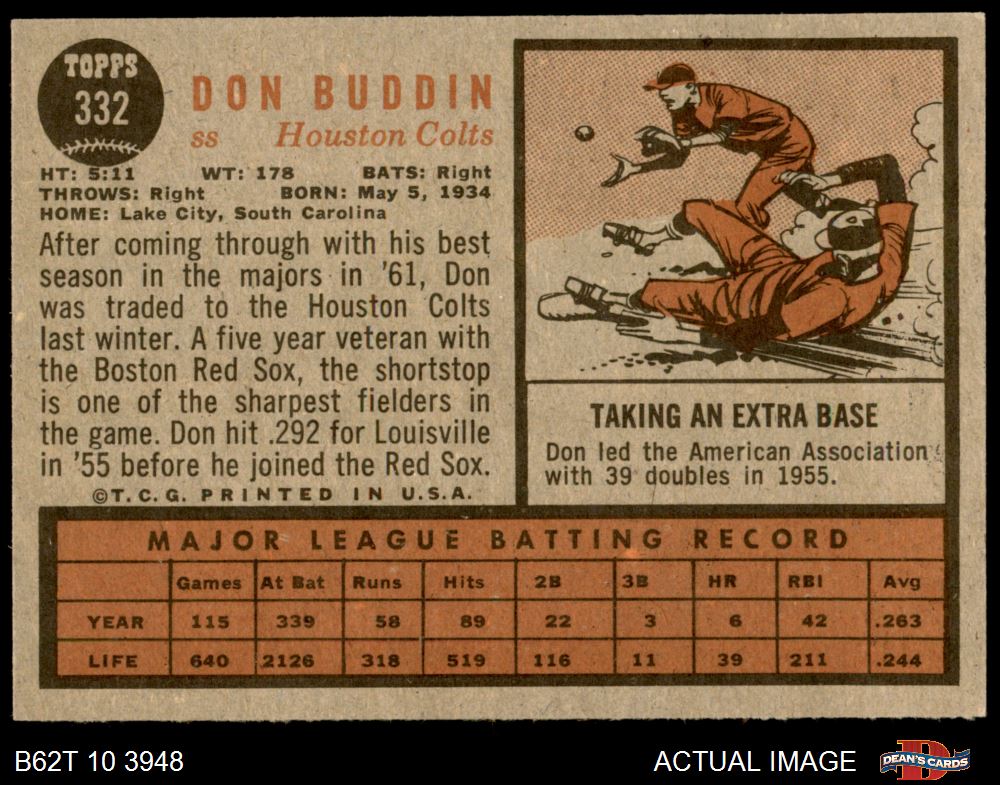 TOPPS
332
DON BUDDIN
ss Houston Colts
HT: 5:11 WT: 178 BATS: Right
THROWS: Right BORN: May 5, 1934
HOME: Lake City, South Carolina
After coming through with his best
season in the majors in '61, Don
was traded to the Houston Colts
last winter. A five year veteran with
the Boston Red Sox, the shortstop
is one of the sharpest fielders in
the game. Don hit .292 for Louisville
in '55 before he joined the Red Sox.
©T.C.G. PRINTED IN U.S.A.
TAKING AN EXTRA BASE
Don led the American Association
with 39 doubles in 1955.
MAJOR LEAGUE BATTING RECORD
Games At Bat Runs Hits 2B 3B HR RBI Avg
YEAR 115 339 58 89 22 3 6 42 .263
LIFE 640 2126 318 519 116 11 39 211 .244
B62T 10 3948 ACTUAL IMAGE
D
DEAN'S CARDS